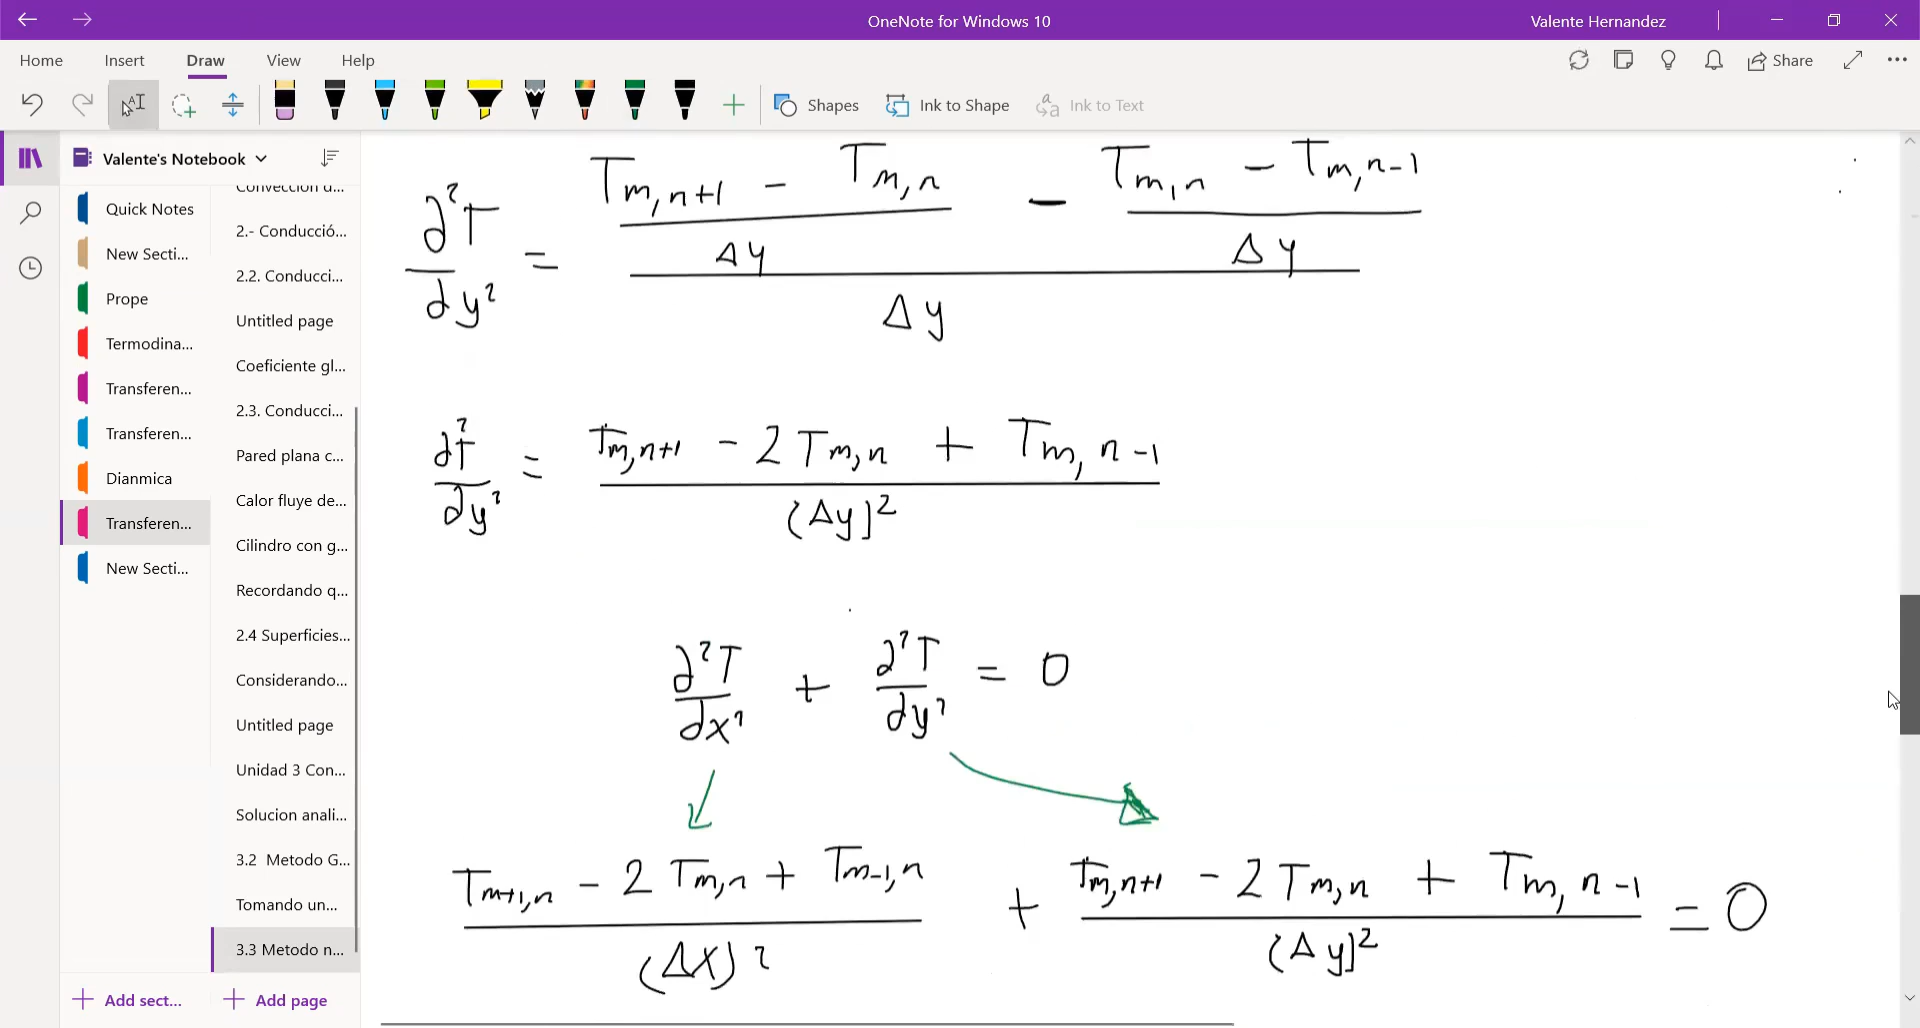 OneNote for Windows 10
Valente Hernandez
Home Insert Draw View Help
Share
Shapes Ink to Shape Ink to Text
Valente's Notebook
Quick Notes
New Secti...
Prope
Termodina...
Transferen...
Transferen...
Dianmica
Transferen...
New Secti...
Add sect...
2.- Conducció...
2.2. Conducci...
Untitled page
Coeficiente gl...
2.3. Conducci...
Pared plana c...
Calor fluye de...
Cilindro con g...
Recordando q...
2.4 Superficies...
Considerando...
Untitled page
Unidad 3 Con...
Solucion anali...
3.2 Metodo G...
Tomando un...
3.3 Metodo n...
Add page
∂²T/∂y² = ((Tm,n+1 - Tm,n)/Δy - (Tm,n - Tm,n-1)/Δy)/Δy
∂²T/∂y² = (Tm,n+1 - 2Tm,n + Tm,n-1)/(Δy)²
∂²T/∂x² + ∂²T/∂y² = 0
(Tm+1,n - 2Tm,n + Tm-1,n)/(Δx)² + (Tm,n+1 - 2Tm,n + Tm,n-1)/(Δy)² = 0